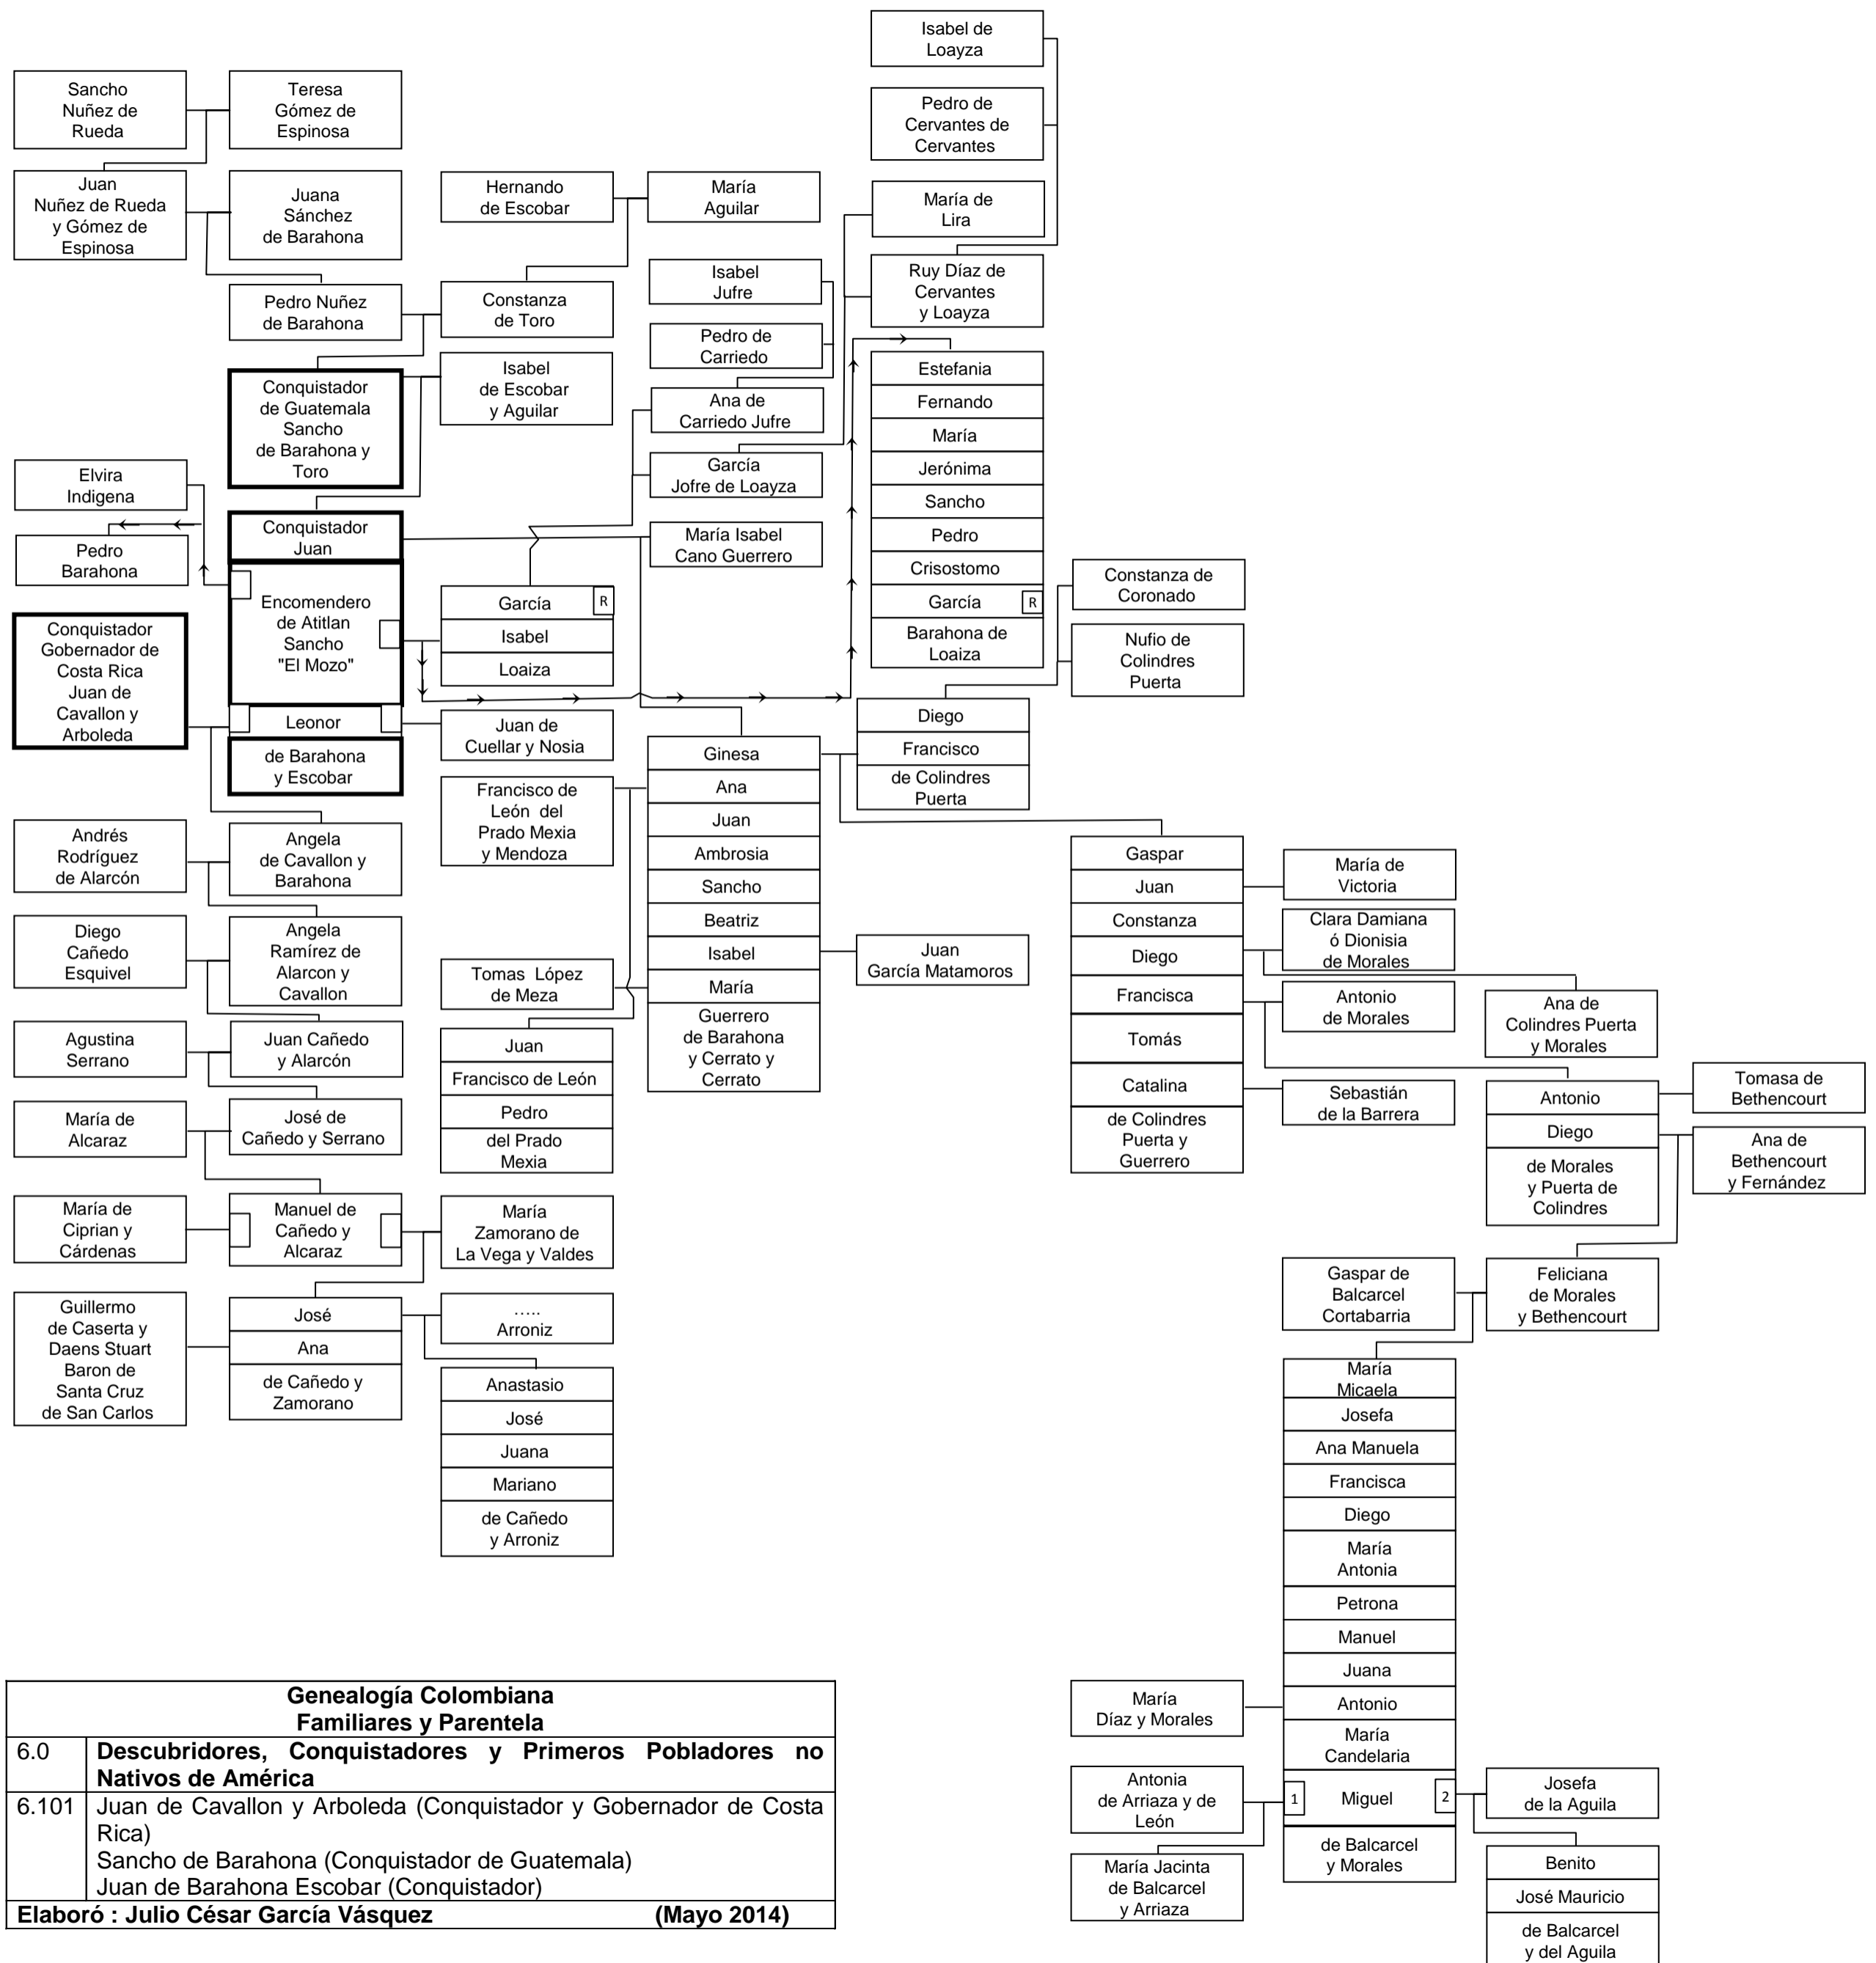 Isabel de
Loayza
Sancho
Nuñez de
Rueda
Teresa
Gómez de
Espinosa
Pedro de
Cervantes de
Cervantes
Juan
Nuñez de Rueda
y Gómez de
Espinosa
Juana
Sánchez
de Barahona
Hernando
de Escobar
María
Aguilar
María de
Lira
Pedro Nuñez
de Barahona
Constanza
de Toro
Isabel
Jufre
Ruy Díaz de
Cervantes
y Loayza
Pedro de
Carriedo
Conquistador
de Guatemala
Sancho
de Barahona y
Toro
Isabel
de Escobar
y Aguilar
Ana de
Carriedo Jufre
Estefania
Fernando
María
Jerónima
Sancho
Pedro
Crisostomo
García
R
Barahona de
Loaiza
Elvira
Indigena
García
Jofre de Loayza
Pedro
Barahona
Conquistador
Juan
María Isabel
Cano Guerrero
Encomendero
de Atitlan
Sancho
"El Mozo"
García
R
Isabel
Loaiza
Constanza de
Coronado
Nufio de
Colindres
Puerta
Conquistador
Gobernador de
Costa Rica
Juan de
Cavallon y
Arboleda
Leonor
de Barahona
y Escobar
Juan de
Cuellar y Nosia
Diego
Francisco
de Colindres
Puerta
Francisco de
León del
Prado Mexia
y Mendoza
Ginesa
Ana
Juan
Ambrosia
Sancho
Beatriz
Isabel
María
Guerrero
de Barahona
y Cerrato y
Cerrato
Andrés
Rodríguez
de Alarcón
Angela
de Cavallon y
Barahona
Gaspar
Juan
Constanza
Diego
Francisca
Tomás
Catalina
de Colindres
Puerta y
Guerrero
María de
Victoria
Clara Damiana
ó Dionisia
de Morales
Diego
Cañedo
Esquivel
Angela
Ramírez de
Alarcon y
Cavallon
Tomas López
de Meza
Juan
García Matamoros
Antonio
de Morales
Ana de
Colindres Puerta
y Morales
Agustina
Serrano
Juan Cañedo
y Alarcón
Juan
Francisco de León
Pedro
del Prado
Mexia
Sebastián
de la Barrera
Antonio
Diego
de Morales
y Puerta de
Colindres
Tomasa de
Bethencourt
Ana de
Bethencourt
y Fernández
María de
Alcaraz
José de
Cañedo y Serrano
María de
Ciprian y
Cárdenas
Manuel de
Cañedo y
Alcaraz
María
Zamorano de
La Vega y Valdes
Gaspar de
Balcarcel
Cortabarria
Feliciana
de Morales
y Bethencourt
Guillermo
de Caserta y
Daens Stuart
Baron de
Santa Cruz
de San Carlos
José
Ana
de Cañedo y
Zamorano
.....
Arroniz
Anastasio
José
Juana
Mariano
de Cañedo
y Arroniz
María
Micaela
Josefa
Ana Manuela
Francisca
Diego
María
Antonia
Petrona
Manuel
Juana
Antonio
María
Candelaria
1
Miguel
2
de Balcarcel
y Morales
María
Díaz y Morales
Antonia
de Arriaza y de
León
María Jacinta
de Balcarcel
y Arriaza
Josefa
de la Aguila
Benito
José Mauricio
de Balcarcel
y del Aguila
Genealogía Colombiana
Familiares y Parentela
6.0 Descubridores, Conquistadores y Primeros Pobladores no
Nativos de América
6.101 Juan de Cavallon y Arboleda (Conquistador y Gobernador de Costa
Rica)
Sancho de Barahona (Conquistador de Guatemala)
Juan de Barahona Escobar (Conquistador)
Elaboró : Julio César García Vásquez (Mayo 2014)